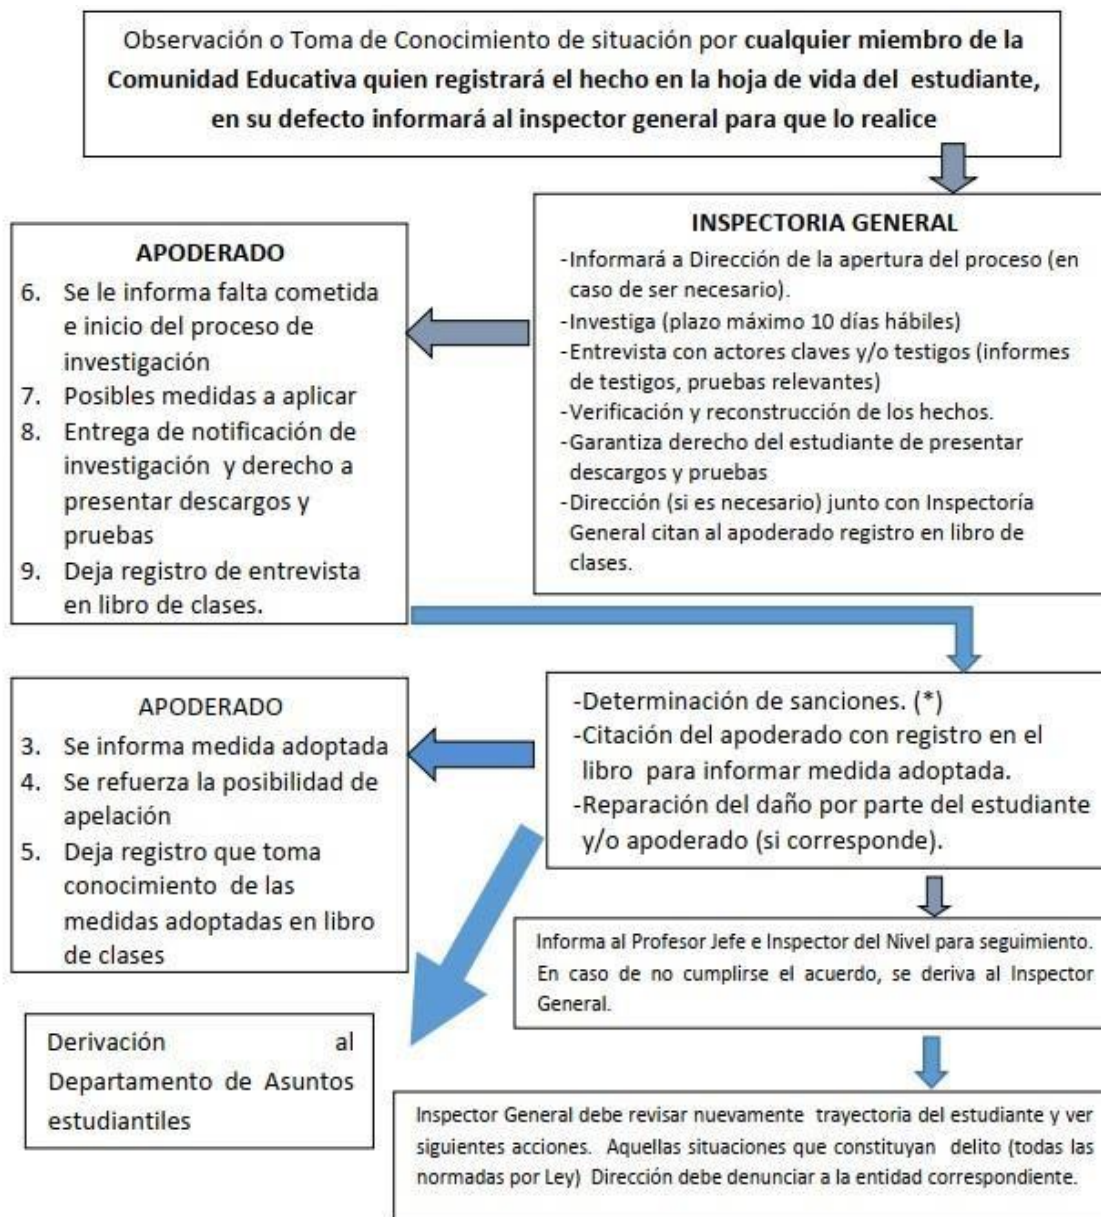 Observación o Toma de Conocimiento de situación por cualquier miembro de la
Comunidad Educativa quien registrará el hecho en la hoja de vida del estudiante,
en su defecto informará al inspector general para que lo realice
INSPECTORIA GENERAL
-Informará a Dirección de la apertura del proceso (en
caso de ser necesario).
-Investiga (plazo máximo 10 días hábiles)
-Entrevista con actores claves y/o testigos (informes
de testigos, pruebas relevantes)
-Verificación y reconstrucción de los hechos.
-Garantiza derecho del estudiante de presentar
descargos y pruebas
-Dirección (si es necesario) junto con Inspectoría
General citan al apoderado registro en libro de
clases.
APODERADO
6. Se le informa falta cometida
e inicio del proceso de
investigación
7. Posibles medidas a aplicar
8. Entrega de notificación de
investigación y derecho a
presentar descargos y
pruebas
9. Deja registro de entrevista
en libro de clases.
-Determinación de sanciones. (*)
-Citación del apoderado con registro en el
libro para informar medida adoptada.
-Reparación del daño por parte del estudiante
y/o apoderado (si corresponde).
APODERADO
3. Se informa medida adoptada
4. Se refuerza la posibilidad de
apelación
5. Deja registro que toma
conocimiento de las
medidas adoptadas en libro
de clases
Informa al Profesor Jefe e Inspector del Nivel para seguimiento.
En caso de no cumplirse el acuerdo, se deriva al Inspector
General.
Derivación al
Departamento de Asuntos
estudiantiles
Inspector General debe revisar nuevamente trayectoria del estudiante y ver
siguientes acciones. Aquellas situaciones que constituyan delito (todas las
normadas por Ley) Dirección debe denunciar a la entidad correspondiente.